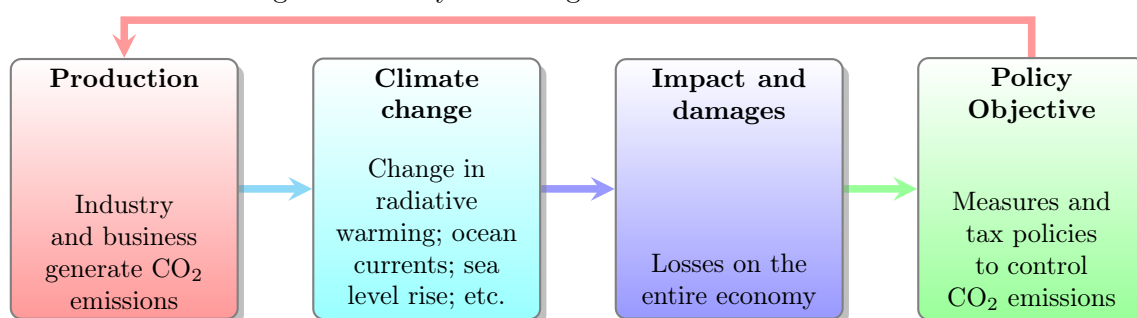 Production
Industry
and business
generate CO₂
emissions
Climate
change
Change in
radiative
warming; ocean
currents; sea
level rise; etc.
Impact and
damages
Losses on the
entire economy
Policy
Objective
Measures and
tax policies
to control
CO₂ emissions